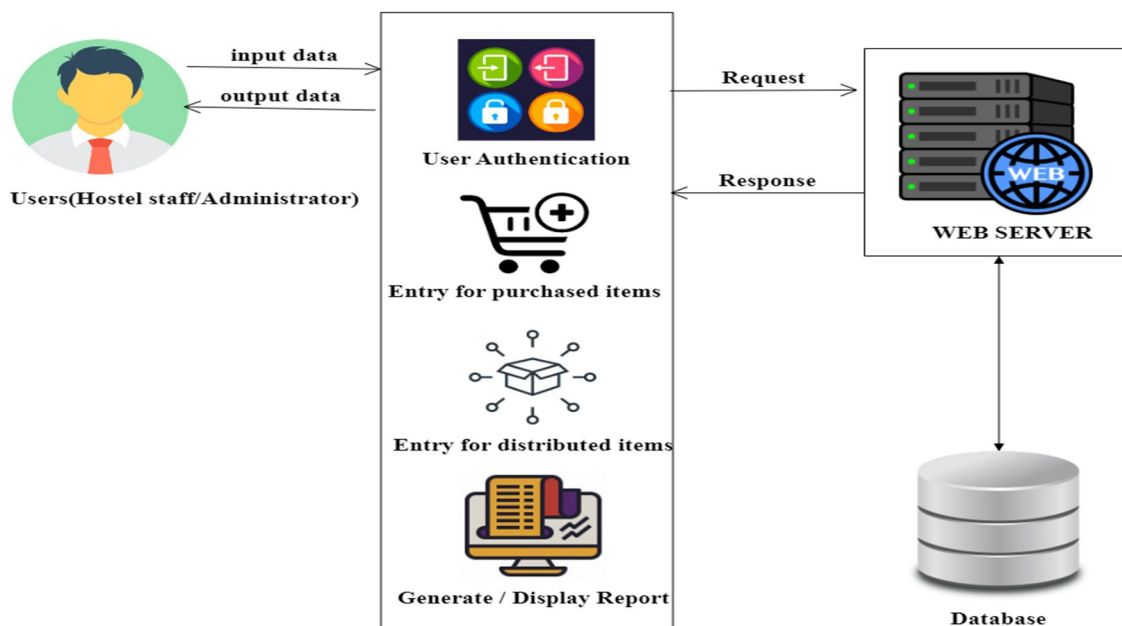 input data
output data
Users(Hostel staff/Administrator)
User Authentication
Entry for purchased items
Entry for distributed items
Generate / Display Report
Request
Response
WEB
WEB SERVER
Database